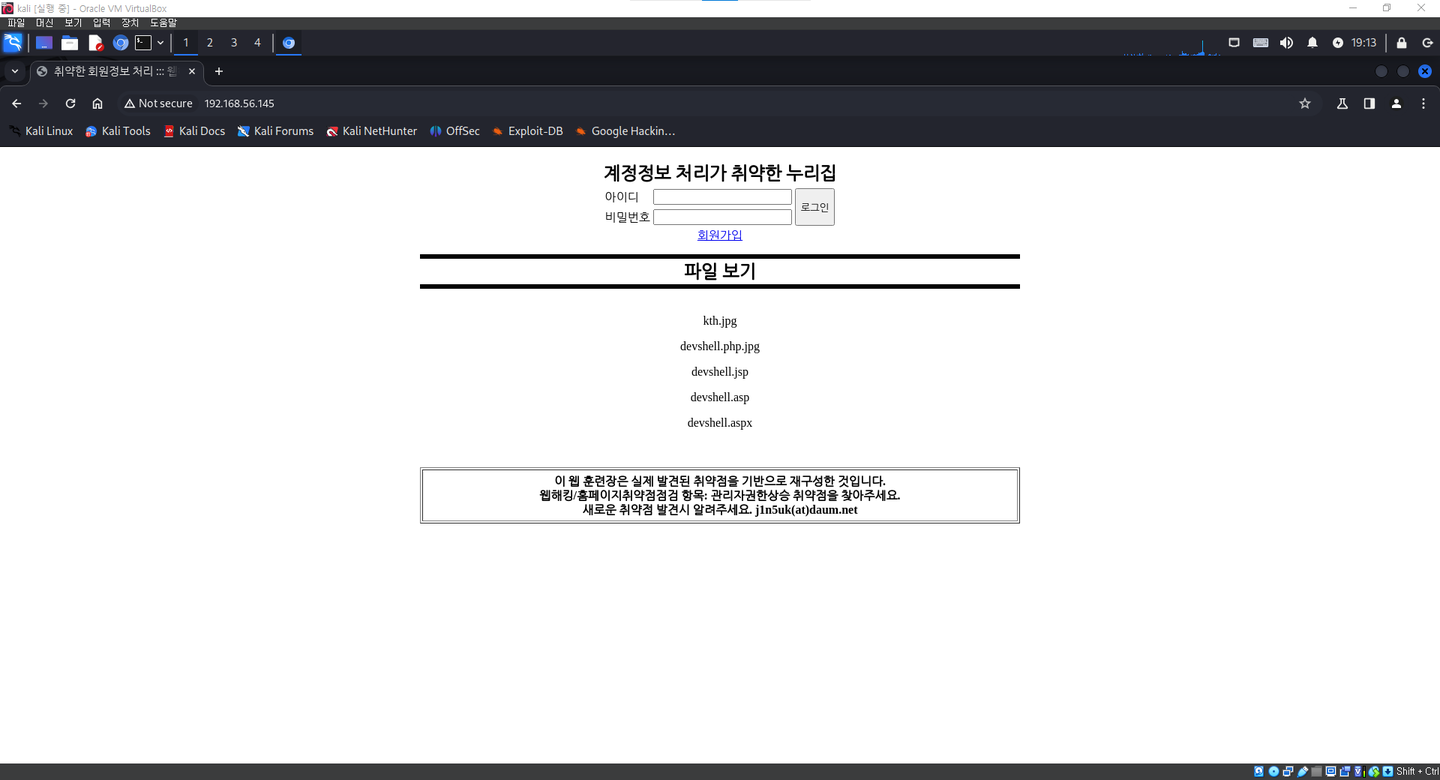 kali [실행 중] - Oracle VM VirtualBox
파일 머신 보기 입력 장치 도움말
1 2 3 4 19:13
취약한 회원정보 처리 ::: 웹
Not secure 192.168.56.145
Kali Linux Kali Tools Kali Docs Kali Forums Kali NetHunter OffSec Exploit-DB Google Hackin...
계정정보 처리가 취약한 누리집
아이디
로그인
비밀번호
회원가입
파일 보기
kth.jpg
devshell.php.jpg
devshell.jsp
devshell.asp
devshell.aspx
이 웹 훈련장은 실제 발견된 취약점을 기반으로 재구성한 것입니다.
웹해킹/홈페이지취약점점검 항목: 관리자권한상승 취약점을 찾아주세요.
새로운 취약점 발견시 알려주세요. j1n5uk(at)daum.net
Shift + Ctrl